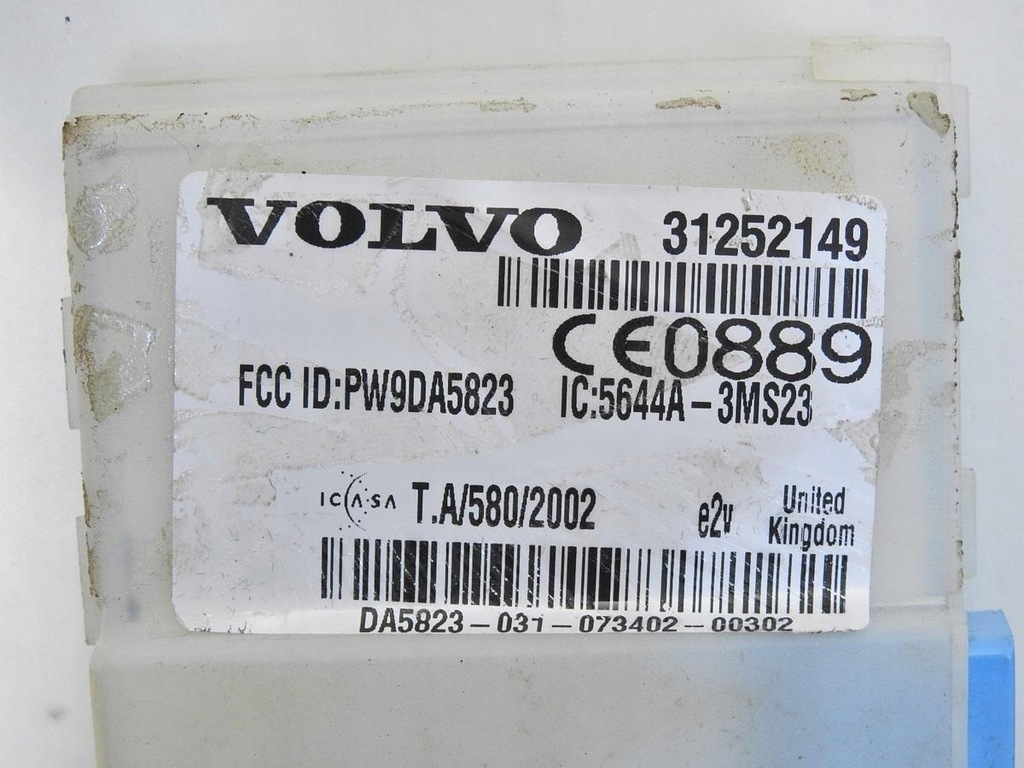 VOLVO 31252149
CE0889
FCC ID:PW9DA5823 IC:5644A-3MS23
ICASA T.A/580/2002 e2v United Kingdom
DA5823-031-073402-00302